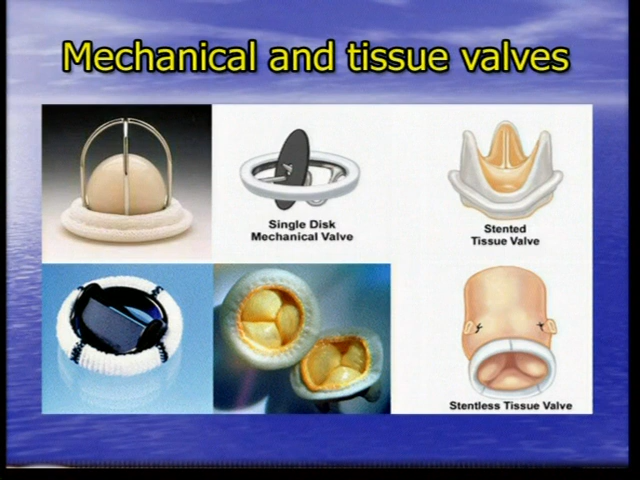 Mechanical and tissue valves
Single Disk
Mechanical Valve
Stented
Tissue Valve
Stentless Tissue Valve